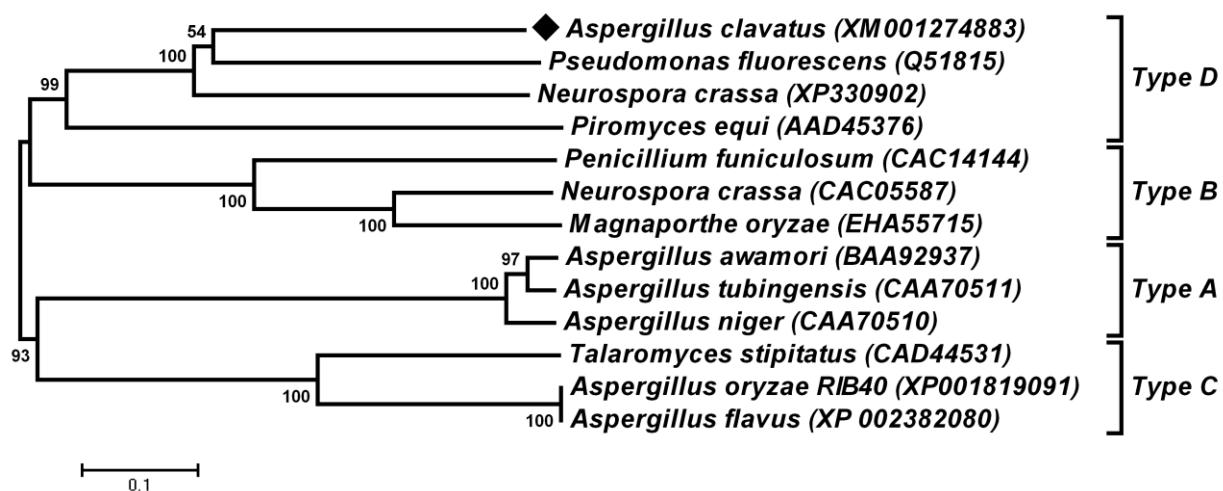 54
Aspergillus clavatus (XM001274883)
100
Pseudomonas fluorescens (Q51815)
Type D
99
Neurospora crassa (XP330902)
Piromyces equi (AAD45376)
Penicillium funiculosum (CAC14144)
100
Neurospora crassa (CAC05587)
Type B
100
Magnaporthe oryzae (EHA55715)
97
Aspergillus awamori (BAA92937)
100
Aspergillus tubingensis (CAA70511)
Type A
Aspergillus niger (CAA70510)
93
Talaromyces stipitatus (CAD44531)
100
Aspergillus oryzae RIB40 (XP001819091)
Type C
100
Aspergillus flavus (XP 002382080)
0.1